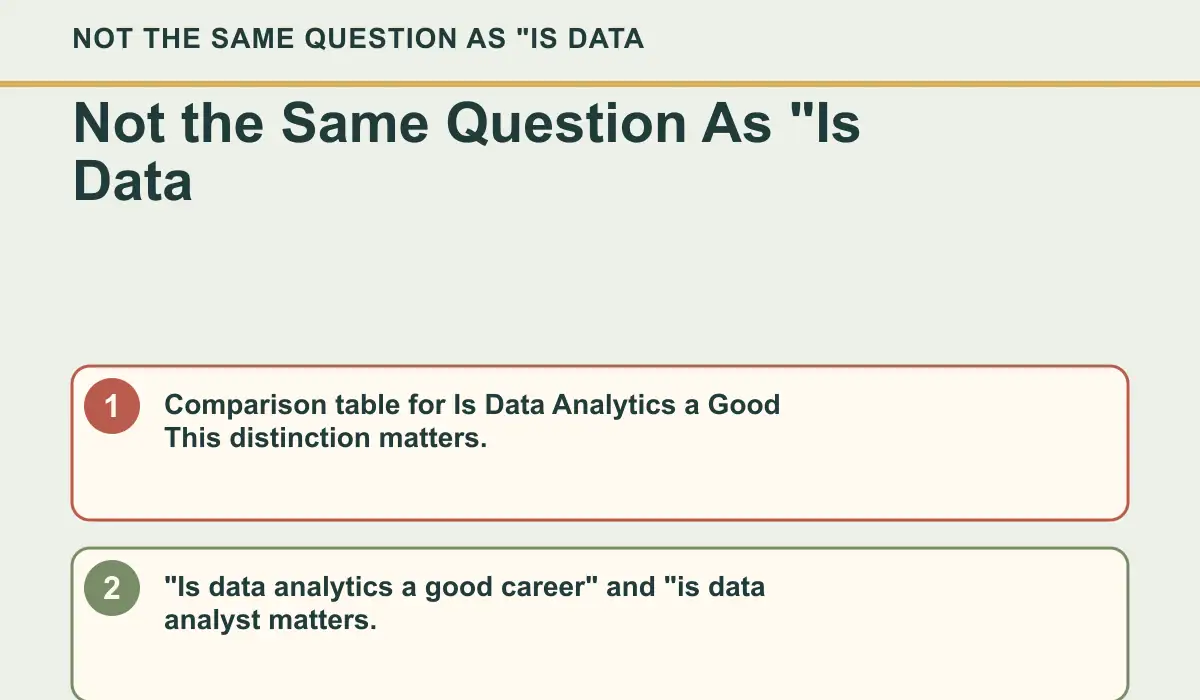 NOT THE SAME QUESTION AS "IS DATA
Not the Same Question As "Is
Data
1
Comparison table for Is Data Analytics a Good
This distinction matters.
2
"Is data analytics a good career" and "is data
analyst matters.